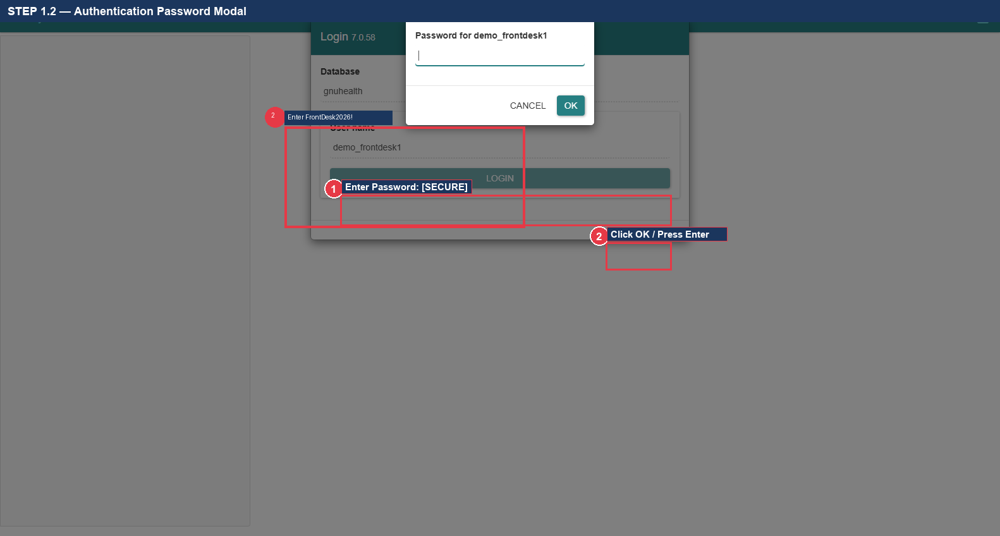 STEP 1.2 — Authentication Password Modal
Login 7.0.58
Password for demo_frontdesk1
Database
gnuhealth
CANCEL
OK
2
Enter FrontDesk2026!
User name
demo_frontdesk1
LOGIN
1
Enter Password: [SECURE]
2
Click OK / Press Enter